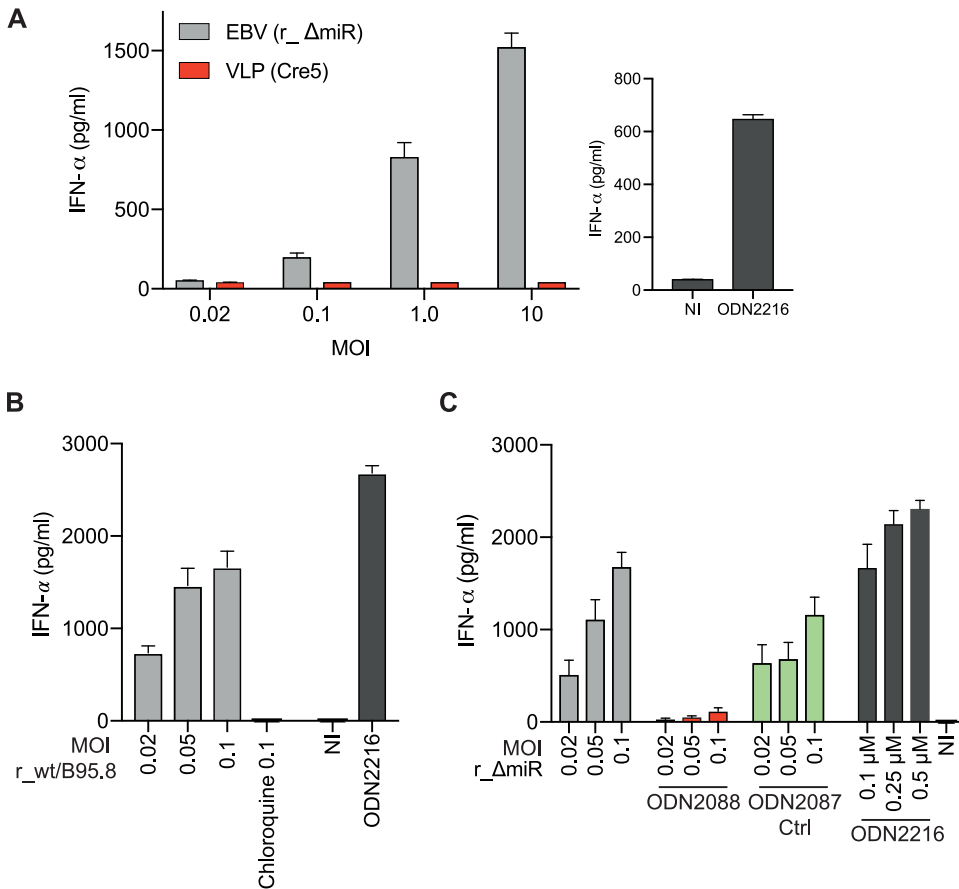 A
EBV (r_ ΔmiR)
VLP (Cre5)
IFN-α (pg/ml)
1500
1000
500
0
0.02
0.1
1.0
10
MOI
IFN-α (pg/ml)
800
600
400
200
0
NI
ODN2216
B
IFN-α (pg/ml)
3000
2000
1000
0
MOI
r_wt/B95.8
0.02
0.05
0.1
Chloroquine 0.1
NI
ODN2216
C
IFN-α (pg/ml)
3000
2000
1000
0
MOI
r_ΔmiR
0.02
0.05
0.1
0.02
0.05
0.1
ODN2088
0.02
0.05
0.1
ODN2087
Ctrl
0.1 µM
0.25 µM
0.5 µM
NI
ODN2216